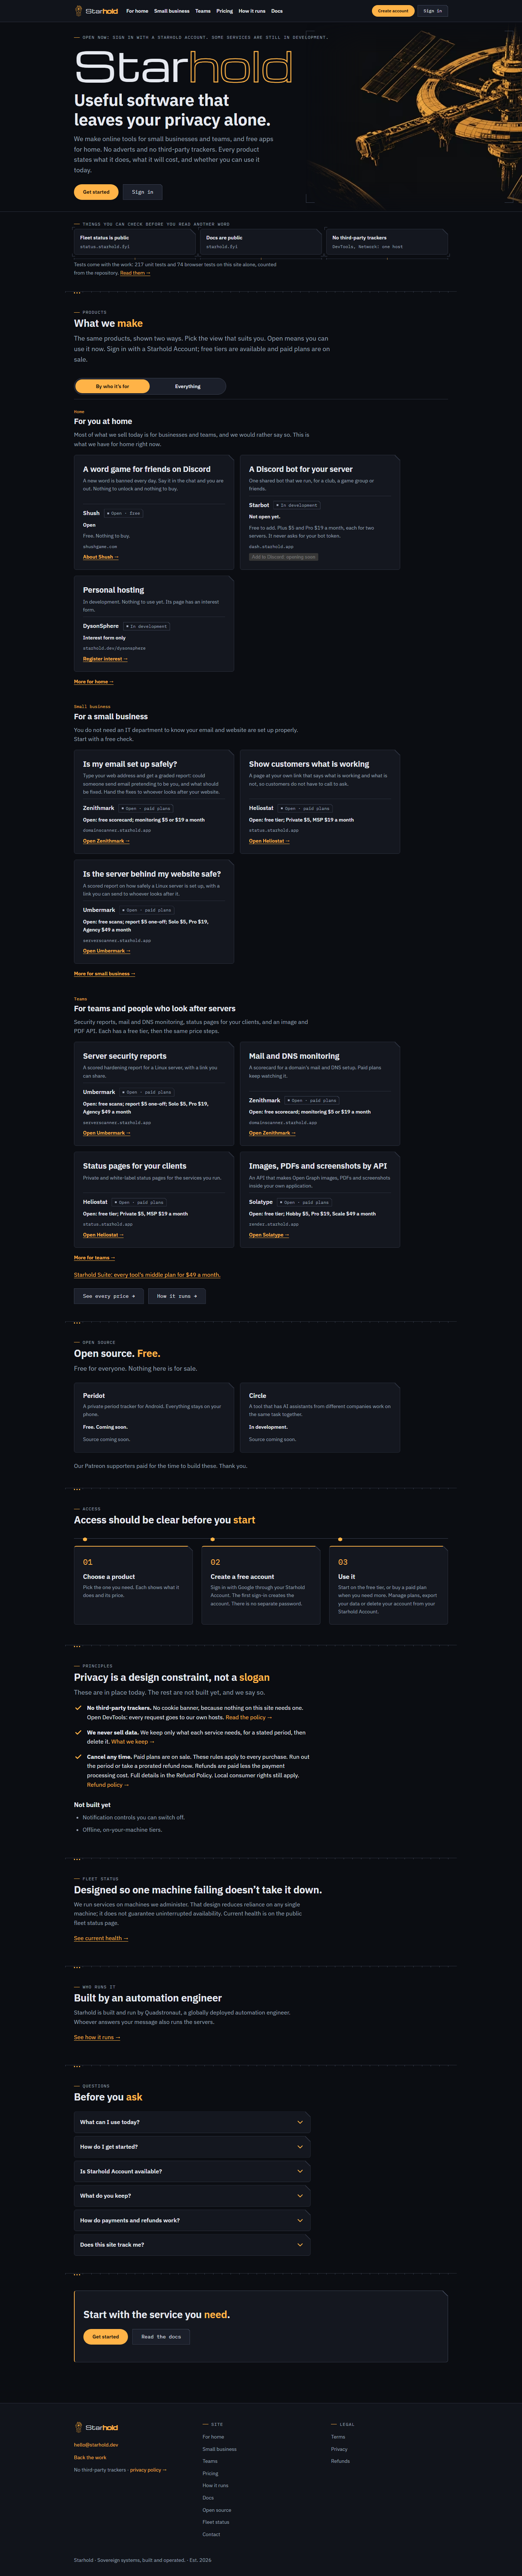 Starhold
For home
Small business
Teams
Pricing
How it runs
Docs
Create account
Sign in
OPEN NOW: SIGN IN WITH A STARHOLD ACCOUNT. SOME SERVICES ARE STILL IN DEVELOPMENT.
Starhold
Useful software that
leaves your privacy alone.
We make online tools for small businesses and teams, and free apps
for home. No adverts and no third-party trackers. Every product
states what it does, what it will cost, and whether you can use it
today.
Get started
Sign in
THINGS YOU CAN CHECK BEFORE YOU READ ANOTHER WORD
Fleet status is public
status.starhold.fyi
Docs are public
starhold.fyi
No third-party trackers
DevTools, Network: one host
Tests come with the work: 217 unit tests and 74 browser tests on this site alone, counted
from the repository. Read them →
PRODUCTS
What we make
The same products, shown two ways. Pick the view that suits you. Open means you can
use it now. Sign in with a Starhold Account; free tiers are available and paid plans are on
sale.
By who it's for
Everything
Home
For you at home
Most of what we sell today is for businesses and teams, and we would rather say so. This is
what we have for home right now.
A word game for friends on Discord
A new word is banned every day. Say it in the chat and you are
out. Nothing to unlock and nothing to buy.
Shush
Open · free
Open
Free. Nothing to buy.
shushgame.com
About Shush →
A Discord bot for your server
One shared bot that we run, for a club, a game group or
friends.
Starbot
In development
Not open yet.
Free to add. Plus $5 and Pro $19 a month, each for two
servers. It never asks for your bot token.
dash.starhold.app
Add to Discord: opening soon
Personal hosting
In development. Nothing to use yet. Its page has an interest
form.
DysonSphere
In development
Interest form only
starhold.dev/dysonsphere
Register interest →
More for home →
Small business
For a small business
You do not need an IT department to know your email and website are set up properly.
Start with a free check.
Is my email set up safely?
Type your web address and get a graded report: could
someone send email pretending to be you, and what should
be fixed. Hand the fixes to whoever looks after your website.
Zenithmark
Open · paid plans
Open: free scorecard; monitoring $5 or $19 a month
domainscanner.starhold.app
Open Zenithmark →
Show customers what is working
A page at your own link that says what is working and what is
not, so customers do not have to call to ask.
Heliostat
Open · paid plans
Open: free tier; Private $5, MSP $19 a month
status.starhold.app
Open Heliostat →
Is the server behind my website safe?
A scored report on how safely a Linux server is set up, with a
link you can send to whoever looks after it.
Umbermark
Open · paid plans
Open: free scans; report $5 one-off; Solo $5, Pro $19,
Agency $49 a month
serverscanner.starhold.app
Open Umbermark →
More for small business →
Teams
For teams and people who look after servers
Security reports, mail and DNS monitoring, status pages for your clients, and an image and
PDF API. Each has a free tier, then the same price steps.
Server security reports
A scored hardening report for a Linux server, with a link you
can share.
Umbermark
Open · paid plans
Open: free scans; report $5 one-off; Solo $5, Pro $19,
Agency $49 a month
serverscanner.starhold.app
Open Umbermark →
Mail and DNS monitoring
A scorecard for a domain's mail and DNS setup. Paid plans
keep watching it.
Zenithmark
Open · paid plans
Open: free scorecard; monitoring $5 or $19 a month
domainscanner.starhold.app
Open Zenithmark →
Status pages for your clients
Private and white-label status pages for the services you run.
Heliostat
Open · paid plans
Open: free tier; Private $5, MSP $19 a month
status.starhold.app
Open Heliostat →
Images, PDFs and screenshots by API
An API that makes Open Graph images, PDFs and screenshots
inside your own application.
Solatype
Open · paid plans
Open: free tier; Hobby $5, Pro $19, Scale $49 a month
render.starhold.app
Open Solatype →
More for teams →
Starhold Suite: every tool's middle plan for $49 a month.
See every price →
How it runs →
OPEN SOURCE
Open source. Free.
Free for everyone. Nothing here is for sale.
Peridot
A private period tracker for Android. Everything stays on your
phone.
Free. Coming soon.
Source coming soon.
Circle
A tool that has AI assistants from different companies work on
the same task together.
In development.
Source coming soon.
Our Patreon supporters paid for the time to build these. Thank you.
ACCESS
Access should be clear before you start
01
Choose a product
Pick the one you need. Each shows what it
does and its price.
02
Create a free account
Sign in with Google through your Starhold
Account. The first sign in creates the
account. There is no separate password.
03
Use it
Start on the free tier, or buy a paid plan
when you need more. Manage plans, export
your data or delete your account from your
Starhold Account.
PRINCIPLES
Privacy is a design constraint, not a slogan
These are in place today. The rest are not built yet, and we say so.
No third-party trackers. No cookie banner, because nothing on this site needs one.
Open DevTools: every request goes to our own hosts. Read the policy →
We never sell data. We keep only what each service needs, for a stated period, then
delete it. What we keep →
Cancel any time. Paid plans are on sale. These rules apply to every purchase. Run out
the period or take a prorated refund now. Refunds are paid less the payment
processing cost. Full details in the Refund Policy. Local consumer rights still apply.
Refund policy →
Not built yet
Notification controls you can switch off.
Offline, on-your-machine tiers.
FLEET STATUS
Designed so one machine failing doesn't take it down.
We run services on machines we administer. That design reduces reliance on any single
machine; it does not guarantee uninterrupted availability. Current health is on the public
fleet status page.
See current health →
WHO RUNS IT
Built by an automation engineer
Starhold is built and run by Quadstronaut, a globally deployed automation engineer.
Whoever answers your message also runs the servers.
See how it runs →
QUESTIONS
Before you ask
What can I use today?
How do I get started?
Is Starhold Account available?
What do you keep?
How do payments and refunds work?
Does this site track me?
Start with the service you need.
Get started
Read the docs
Starhold
hello@starhold.dev
Back the work
No third-party trackers · privacy policy →
SITE
For home
Small business
Teams
Pricing
How it runs
Docs
Open source
Fleet status
Contact
LEGAL
Terms
Privacy
Refunds
Starhold · Sovereign systems, built and operated. · Est. 2026